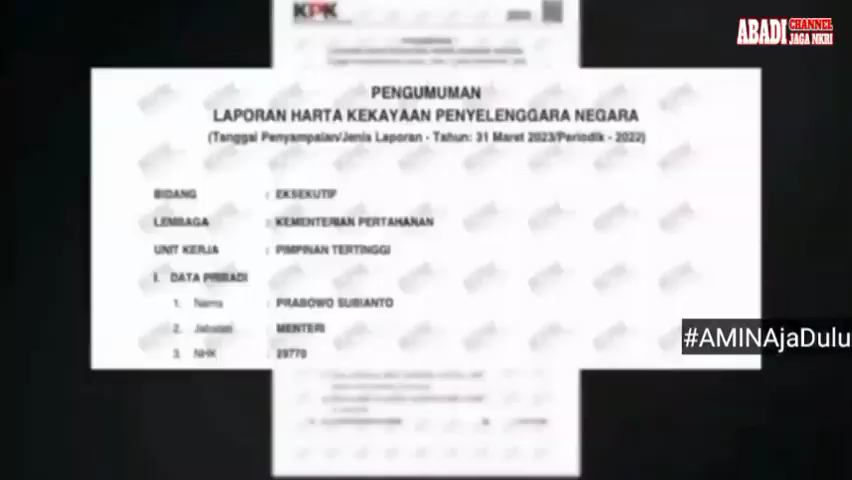 KPK
ABADI CHANNEL
JAGA NKRI
PENGUMUMAN
LAPORAN HARTA KEKAYAAN PENYELENGGARA NEGARA
(Tanggal Penyampaian/Jenis Laporan - Tahun: 31 Maret 2023/Periodik - 2022)
BIDANG : EKSEKUTIF
LEMBAGA : KEMENTERIAN PERTAHANAN
UNIT KERJA : PIMPINAN TERTINGGI
I. DATA PRIBADI
1. Nama : PRABOWO SUBIANTO
2. Jabatan : MENTERI
3. NHK : 29770
#AMINAjaDulu